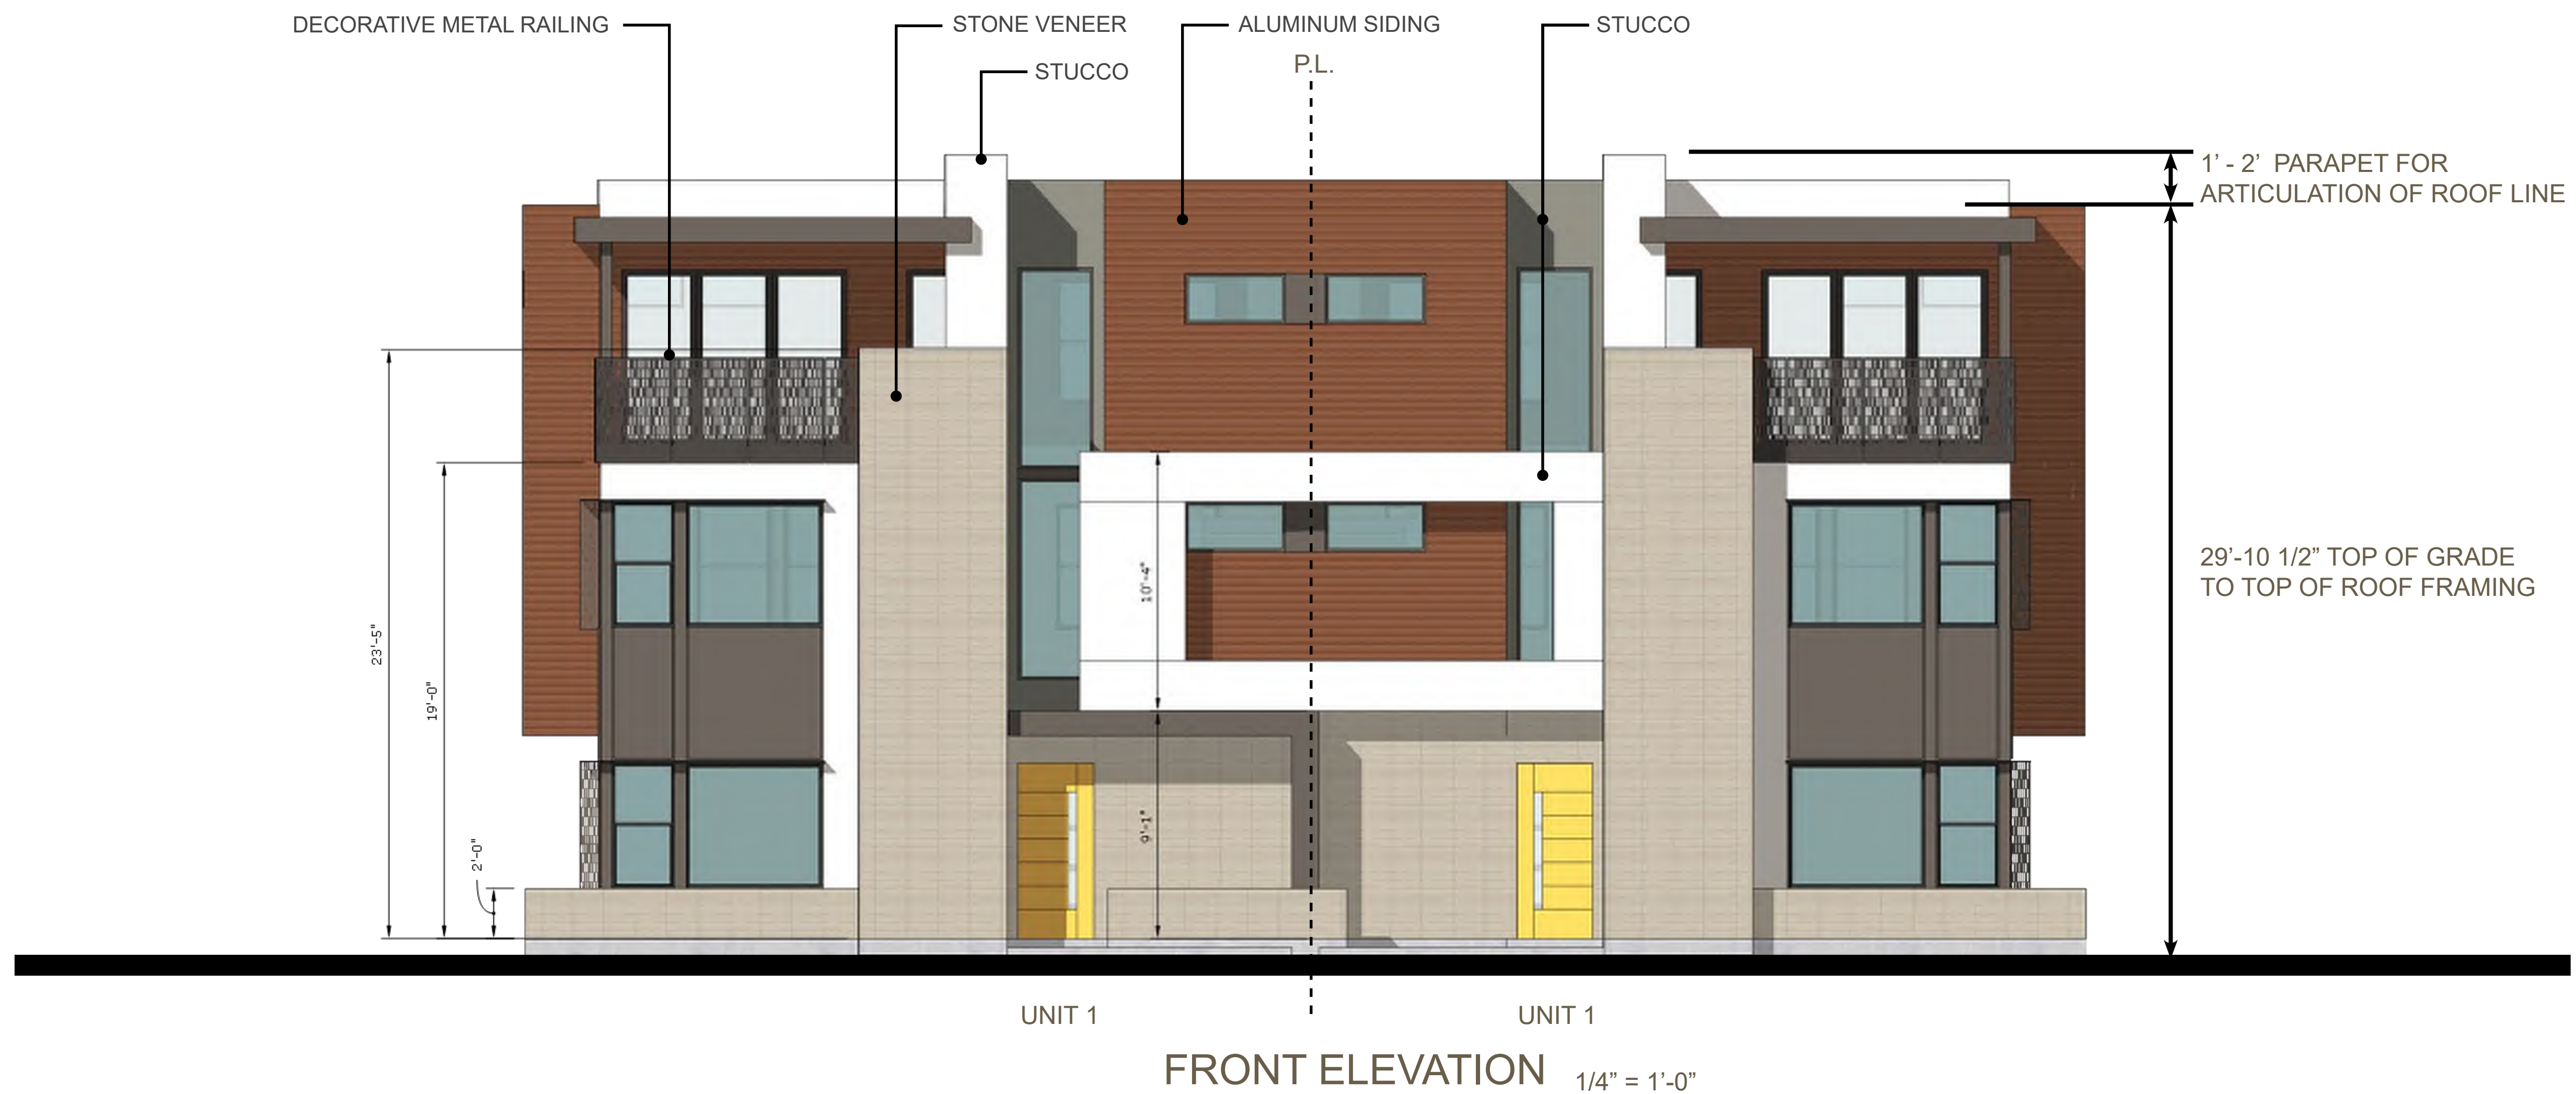 DECORATIVE METAL RAILING
STONE VENEER
ALUMINUM SIDING
STUCCO
STUCCO
P.L.
1’ - 2’ PARAPET FOR
ARTICULATION OF ROOF LINE
29’-10 1/2” TOP OF GRADE
TO TOP OF ROOF FRAMING
23'-5"
19'-0"
2'-0"
10'-4"
9'-1"
UNIT 1
UNIT 1
FRONT ELEVATION 1/4” = 1’-0”